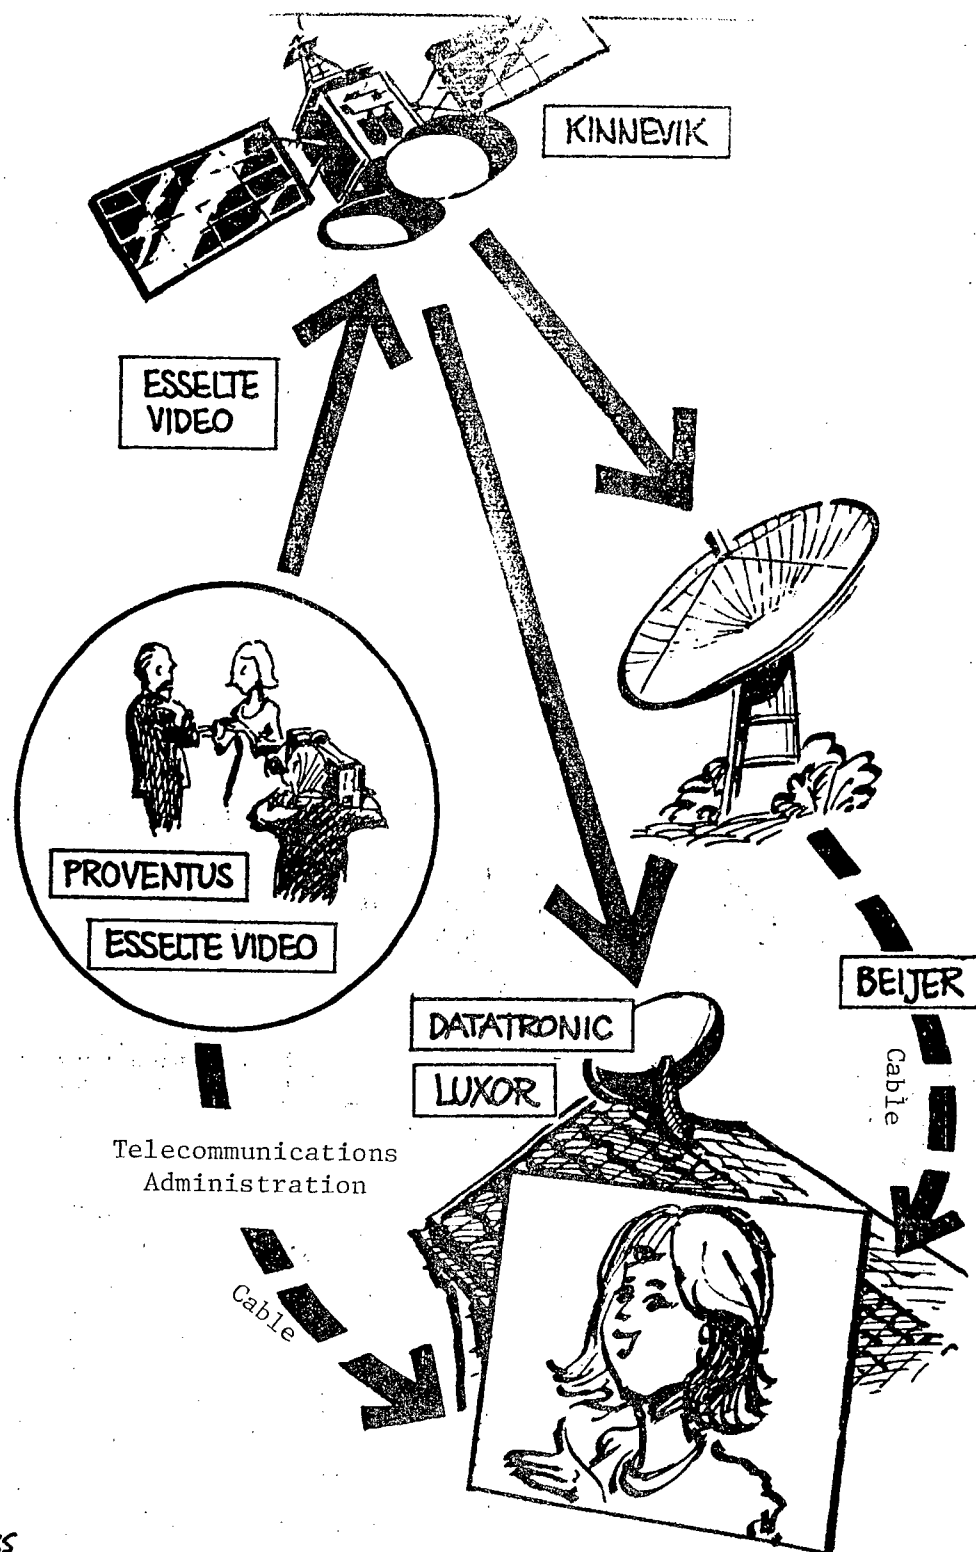 KINNEVIK
ESSELTE
VIDEO
PROVENTUS
ESSELTE VIDEO
BEIJER
DATATRONIC
LUXOR
Cable
Telecommunications
Administration
Cable